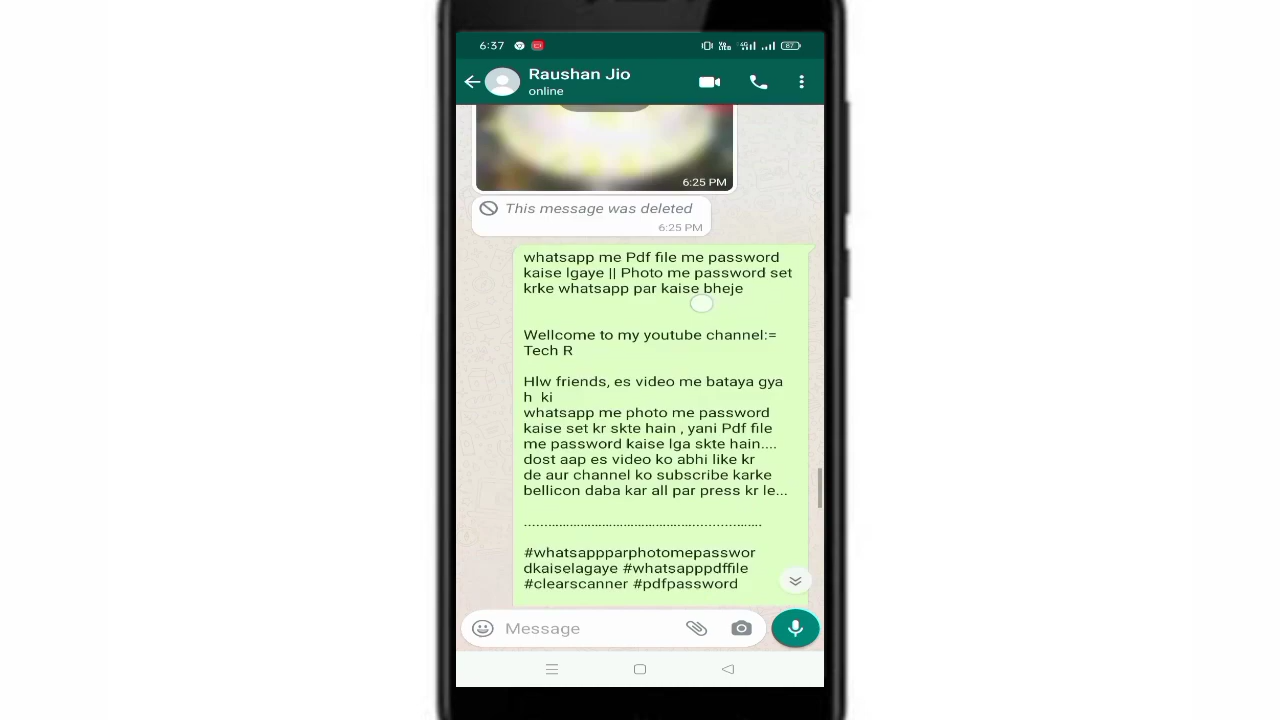 6:37
67
Raushan Jio
online
6:25 PM
This message was deleted
6:25 PM
whatsapp me Pdf file me password
kaise lgaye || Photo me password set
krke whatsapp par kaise bheje
Wellcome to my youtube channel:=
Tech R
Hlw friends, es video me bataya gya
h ki
whatsapp me photo me password
kaise set kr skte hain , yani Pdf file
me password kaise lga skte hain....
dost aap es video ko abhi like kr
de aur channel ko subscribe karke
bellicon daba kar all par press kr le...
............................................................
#whatsappparphotomepasswor
dkaiselagaye #whatsapppdffile
#clearscanner #pdfpassword
Message